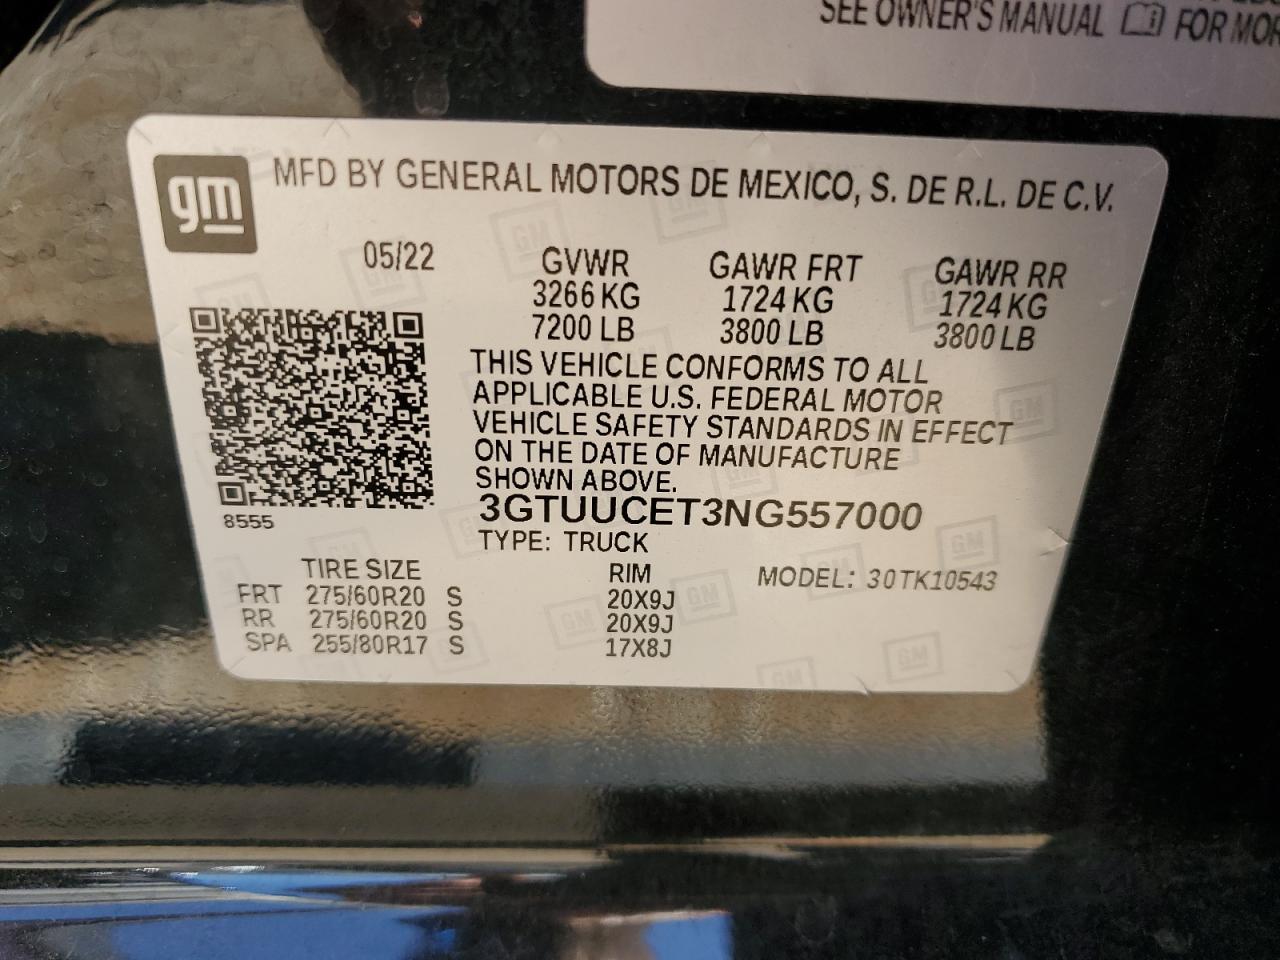 SEE OWNER'S MANUAL FOR
MFD BY GENERAL MOTORS DE MEXICO, S. DE R.L. DE C.V.
gm
05/22 GVWR GAWR FRT GAWR RR
3266 KG 1724 KG 1724 KG
7200 LB 3800 LB 3800 LB
THIS VEHICLE CONFORMS TO ALL
APPLICABLE U.S. FEDERAL MOTOR
VEHICLE SAFETY STANDARDS IN EFFECT
ON THE DATE OF MANUFACTURE
SHOWN ABOVE.
3GTUUCET3NG557000
8555
TYPE: TRUCK
TIRE SIZE RIM MODEL: 30TK10543
FRT 275/60R20 S 20X9J
RR 275/60R20 S 20X9J
SPA 255/80R17 S 17X8J